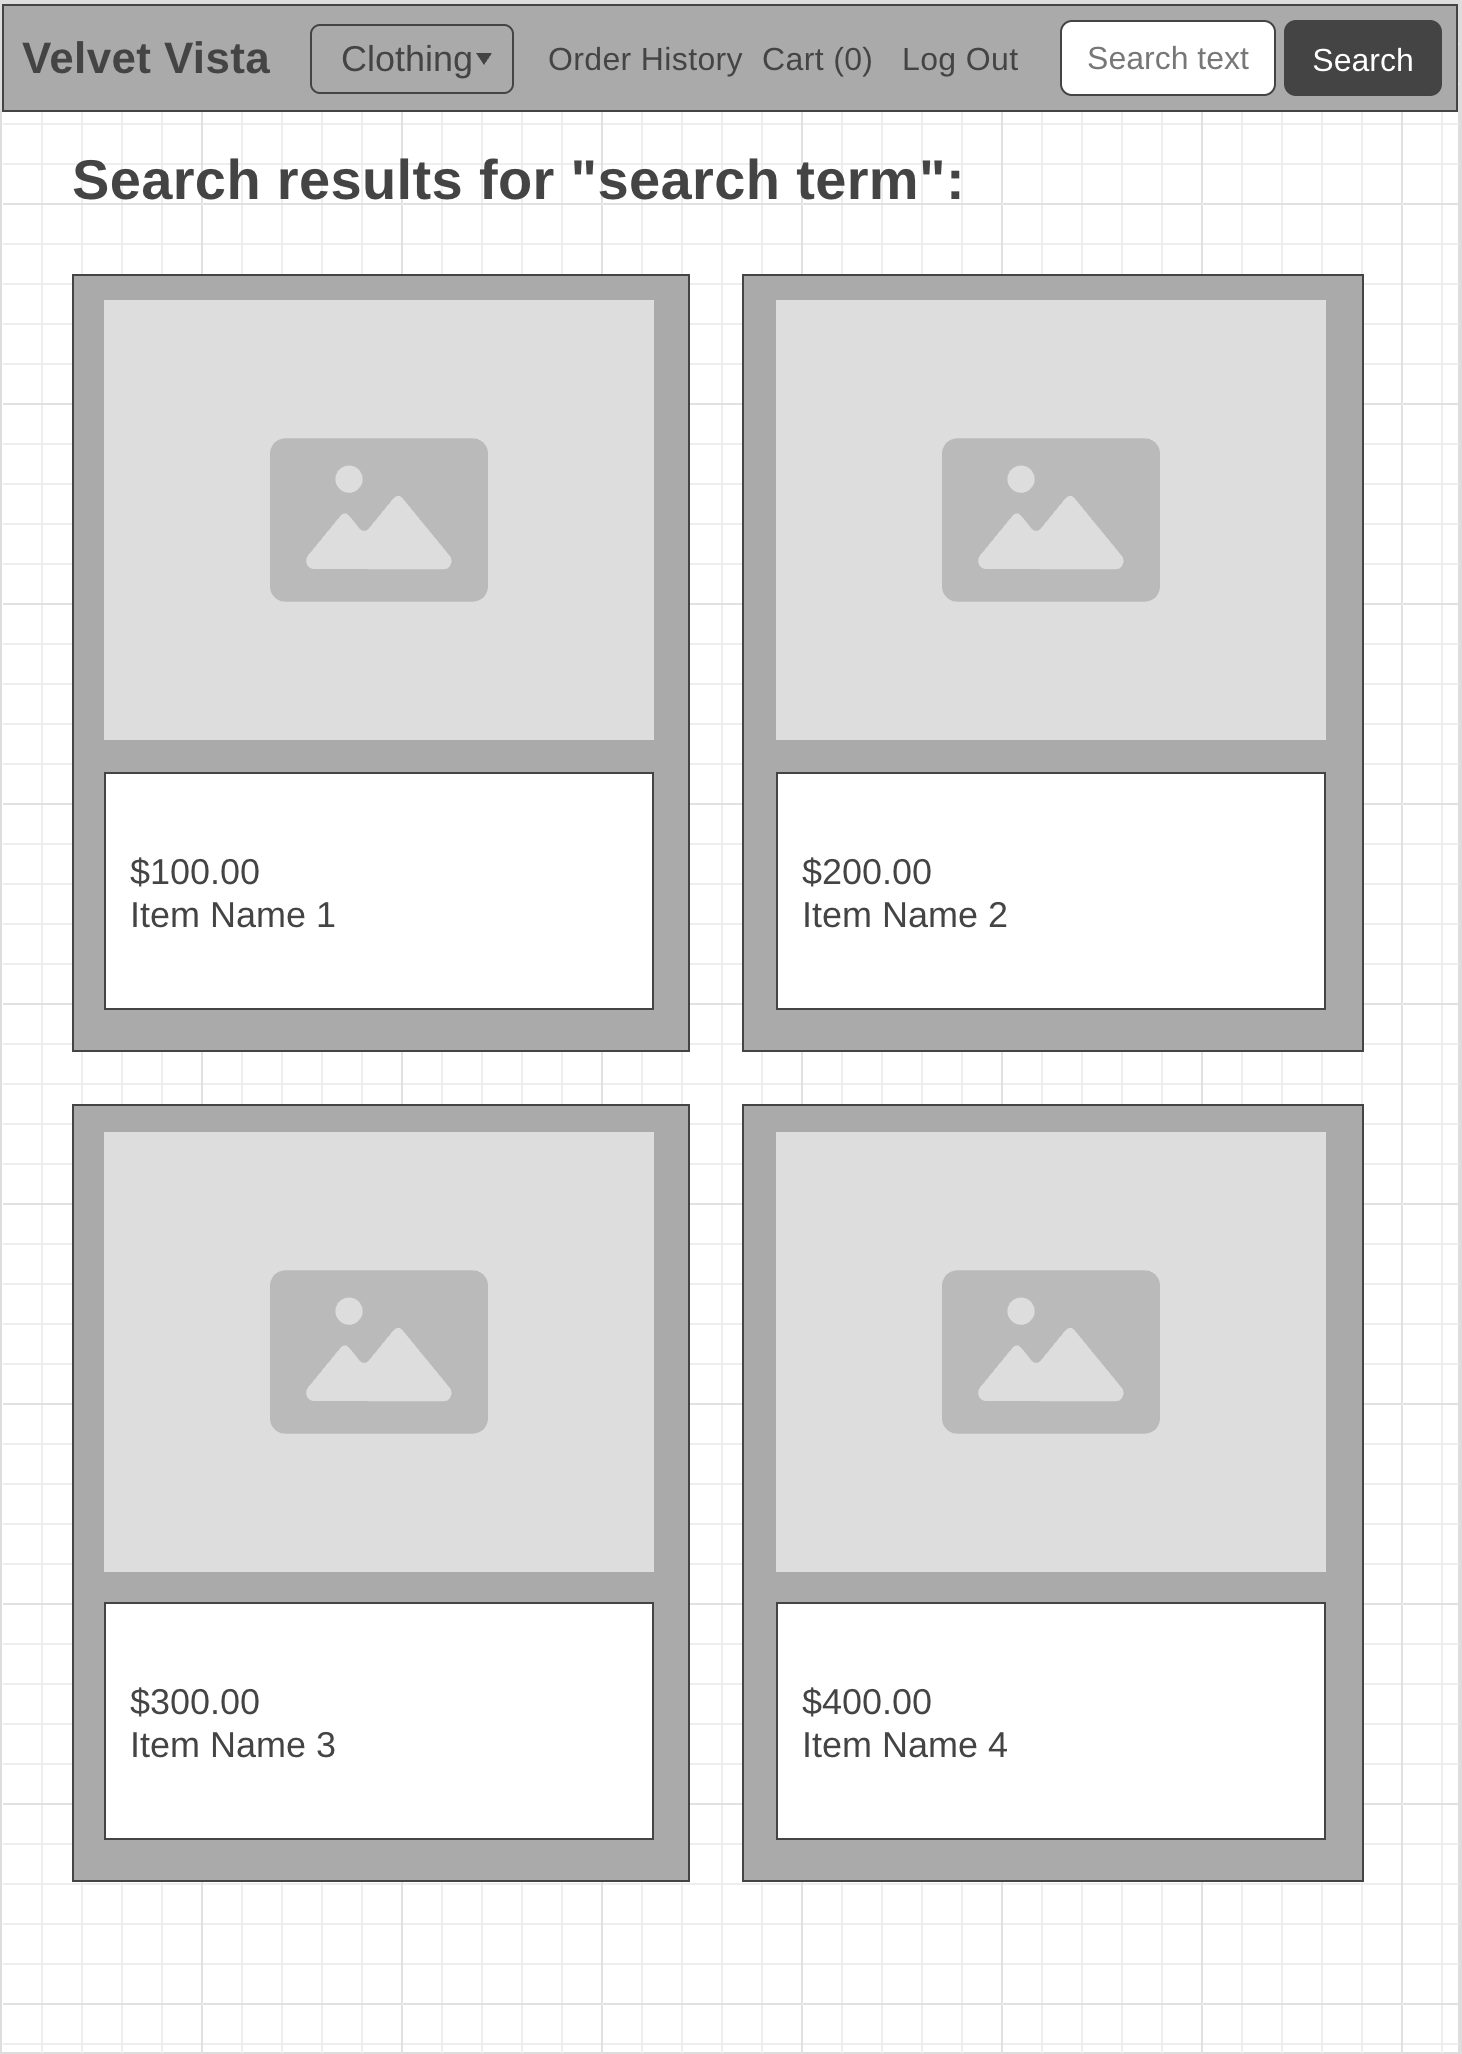 Velvet Vista Clothing Order History Cart (0) Log Out Search text Search
Search results for "search term":
$100.00
Item Name 1
$200.00
Item Name 2
$300.00
Item Name 3
$400.00
Item Name 4